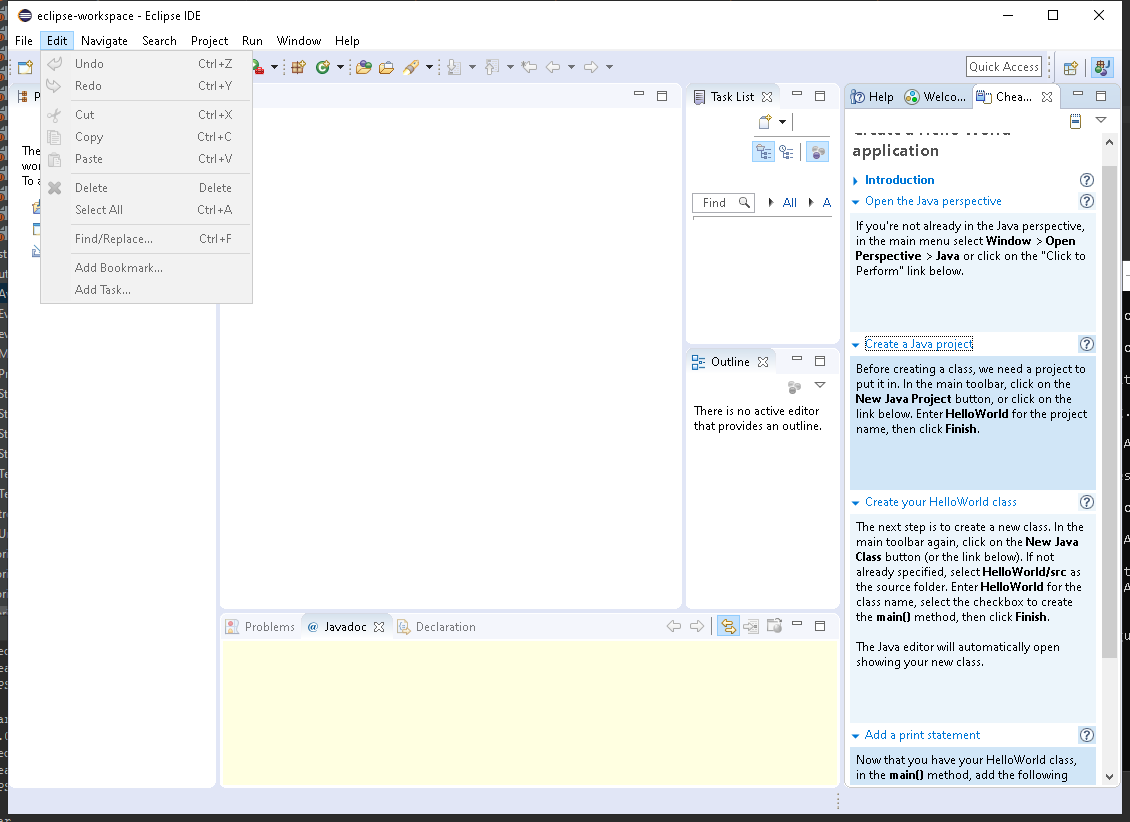 eclipse-workspace - Eclipse IDE
File Edit Navigate Search Project Run Window Help
Undo Ctrl+Z
Redo Ctrl+Y
Cut Ctrl+X
Copy Ctrl+C
Paste Ctrl+V
Delete Delete
Select All Ctrl+A
Find/Replace... Ctrl+F
Add Bookmark...
Add Task...
Quick Access
Task List
Find All A
Outline
There is no active editor
that provides an outline.
Problems @ Javadoc Declaration
Help Welco... Chea...
application
Introduction
Open the Java perspective
If you're not already in the Java perspective,
in the main menu select Window > Open
Perspective > Java or click on the "Click to
Perform" link below.
Create a Java project
Before creating a class, we need a project to
put it in. In the main toolbar, click on the
New Java Project button, or click on the
link below. Enter HelloWorld for the project
name, then click Finish.
Create your HelloWorld class
The next step is to create a new class. In the
main toolbar again, click on the New Java
Class button (or the link below). If not
already specified, select HelloWorld/src as
the source folder. Enter HelloWorld for the
class name, select the checkbox to create
the main() method, then click Finish.
The Java editor will automatically open
showing your new class.
Add a print statement
Now that you have your HelloWorld class,
in the main() method, add the following